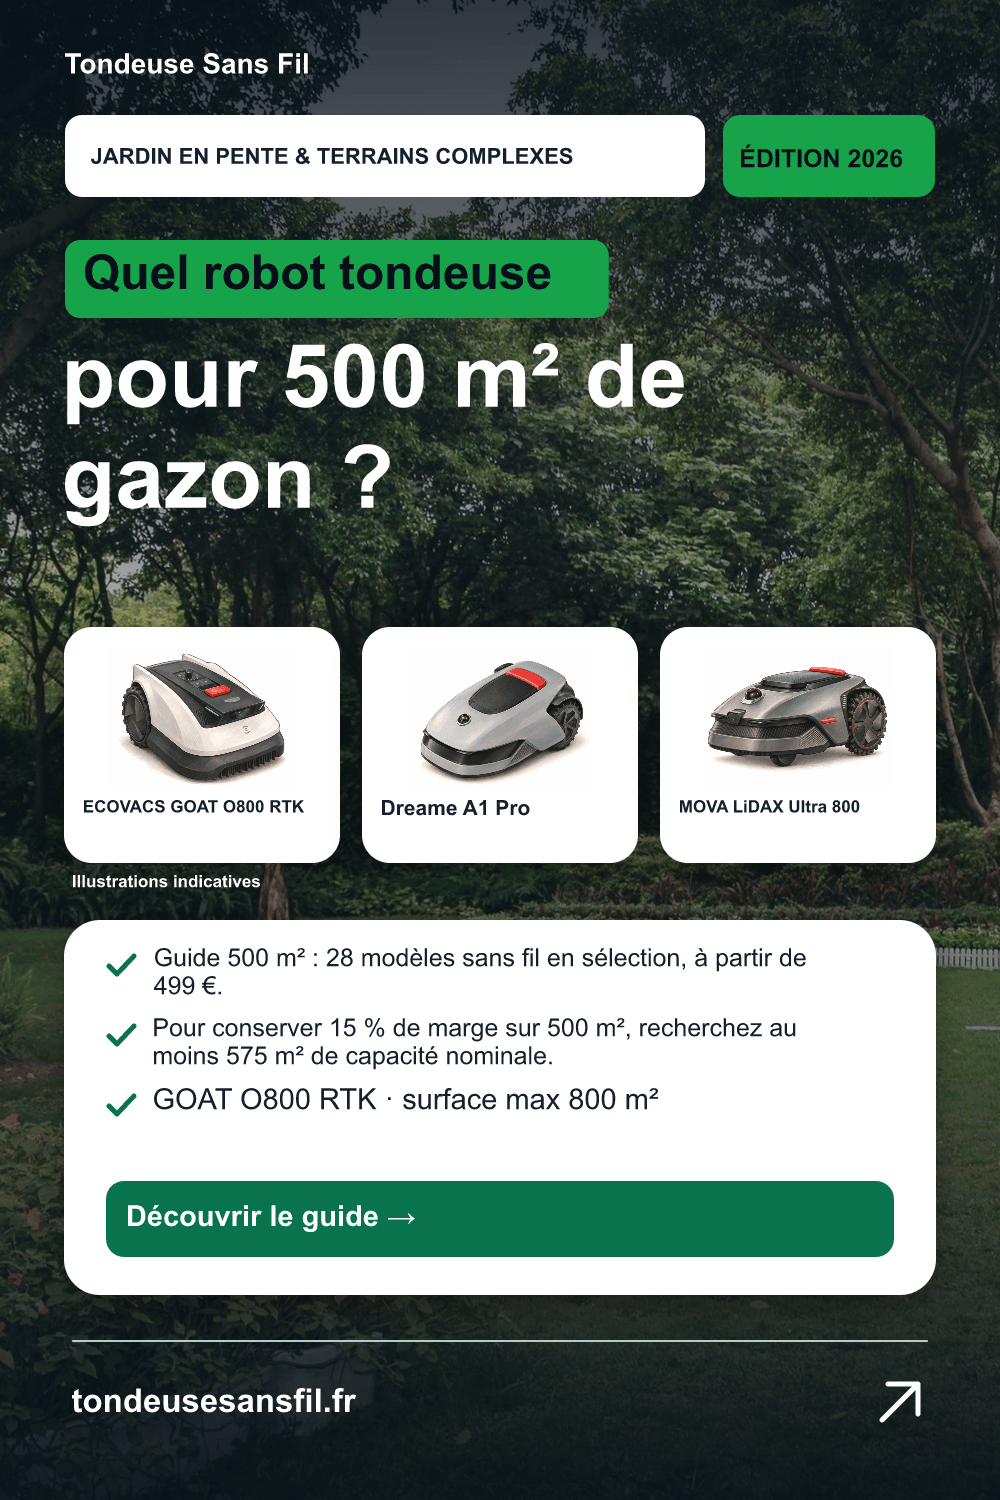 Tondeuse Sans Fil
JARDIN EN PENTE & TERRAINS COMPLEXES
ÉDITION 2026
Quel robot tondeuse
pour 500 m² de
gazon ?
ECOVACS GOAT O800 RTK
Dreame A1 Pro
MOVA LiDAX Ultra 800
Illustrations indicatives
Guide 500 m² : 28 modèles sans fil en sélection, à partir de
499 €.
Pour conserver 15 % de marge sur 500 m², recherchez au
moins 575 m² de capacité nominale.
GOAT O800 RTK · surface max 800 m²
Découvrir le guide →
tondeusesansfil.fr